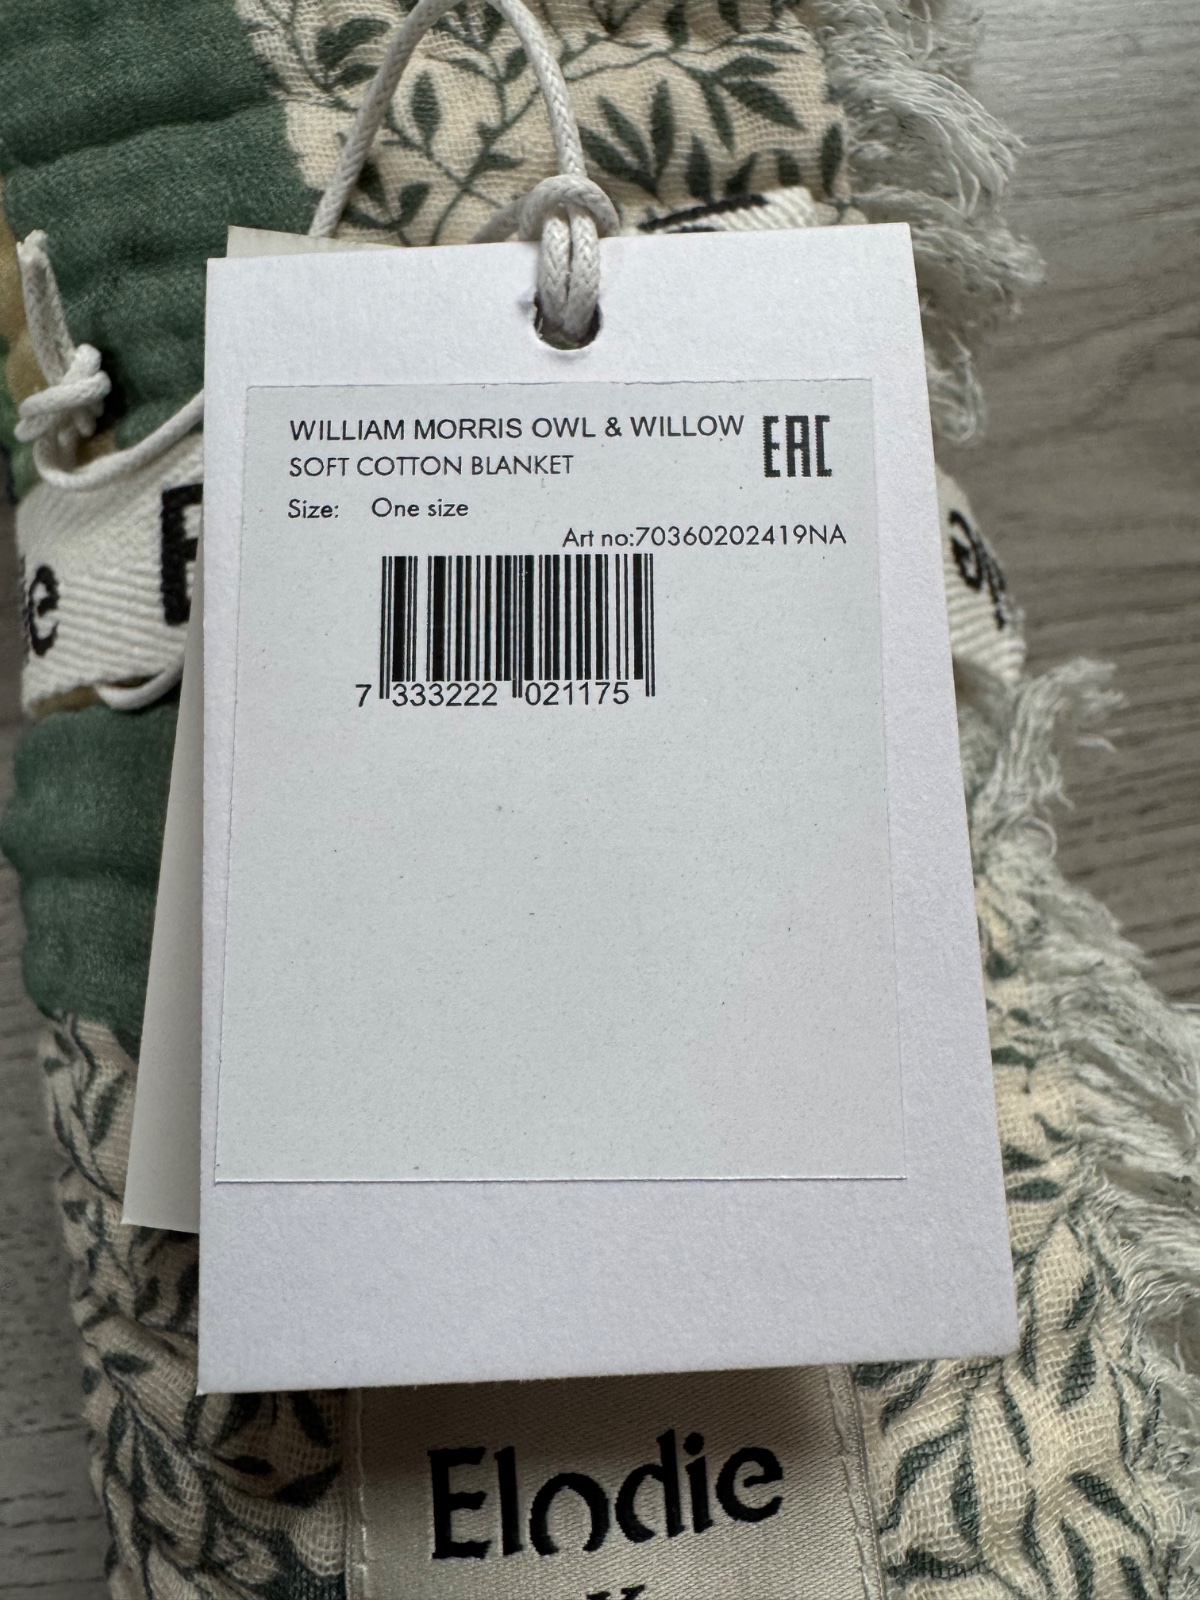 WILLIAM MORRIS OWL & WILLOW
EAC
SOFT COTTON BLANKET
Size: One size
Art no:70360202419NA
7 333222 021175
Elodie